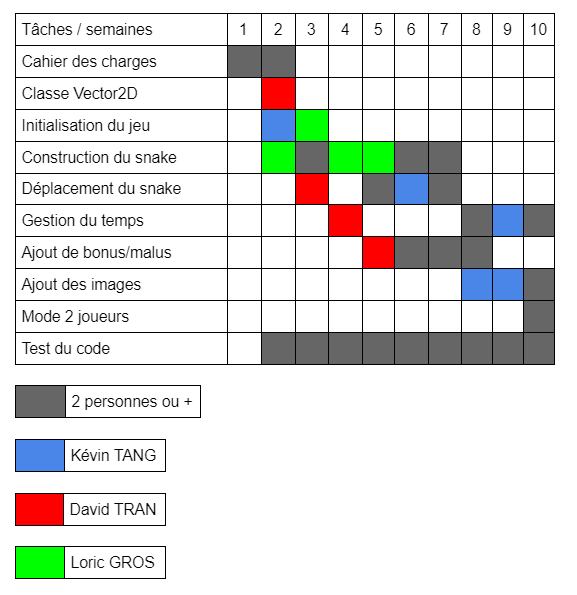 Tâches / semaines 1 2 3 4 5 6 7 8 9 10
Cahier des charges
Classe Vector2D
Initialisation du jeu
Construction du snake
Déplacement du snake
Gestion du temps
Ajout de bonus/malus
Ajout des images
Mode 2 joueurs
Test du code
2 personnes ou +
Kévin TANG
David TRAN
Loric GROS